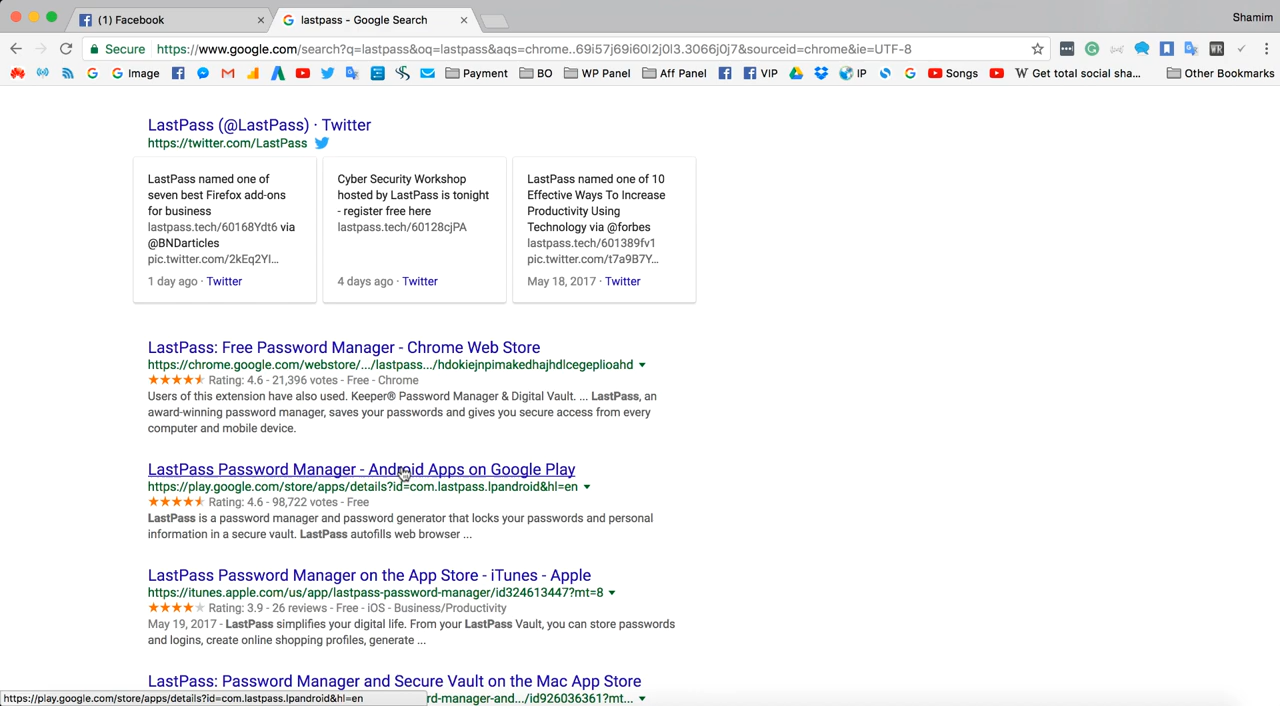 (1) Facebook
lastpass - Google Search
Shamim
Secure https://www.google.com/search?q=lastpass&oq=lastpass&aqs=chrome..69i57j69i60l2j0l3.3066j0j7&sourceid=chrome&ie=UTF-8
Image Payment BO WP Panel Aff Panel VIP IP Songs Get total social sha... Other Bookmarks
LastPass (@LastPass) · Twitter
https://twitter.com/LastPass
LastPass named one of
seven best Firefox add-ons
for business
lastpass.tech/60168Ydt6 via
@BNDarticles
pic.twitter.com/2kEq2YI...
1 day ago · Twitter
Cyber Security Workshop
hosted by LastPass is tonight
- register free here
lastpass.tech/60128cjPA
4 days ago · Twitter
LastPass named one of 10
Effective Ways To Increase
Productivity Using
Technology via @forbes
lastpass.tech/601389fv1
pic.twitter.com/t7a9B7Y...
May 18, 2017 · Twitter
LastPass: Free Password Manager - Chrome Web Store
https://chrome.google.com/webstore/.../lastpass.../hdokiejnpimakedhajhdlcegeplioahd
Rating: 4.6 - 21,396 votes - Free - Chrome
Users of this extension have also used. Keeper® Password Manager & Digital Vault. ... LastPass, an
award-winning password manager, saves your passwords and gives you secure access from every
computer and mobile device.
LastPass Password Manager - Android Apps on Google Play
https://play.google.com/store/apps/details?id=com.lastpass.lpandroid&hl=en
Rating: 4.6 - 98,722 votes - Free
LastPass is a password manager and password generator that locks your passwords and personal
information in a secure vault. LastPass autofills web browser ...
LastPass Password Manager on the App Store - iTunes - Apple
https://itunes.apple.com/us/app/lastpass-password-manager/id324613447?mt=8
Rating: 3.9 - 26 reviews - Free - iOS - Business/Productivity
May 19, 2017 - LastPass simplifies your digital life. From your LastPass Vault, you can store passwords
and logins, create online shopping profiles, generate ...
LastPass: Password Manager and Secure Vault on the Mac App Store
https://play.google.com/store/apps/details?id=com.lastpass.lpandroid&hl=en
rd-manager-and.../id926036361?mt...